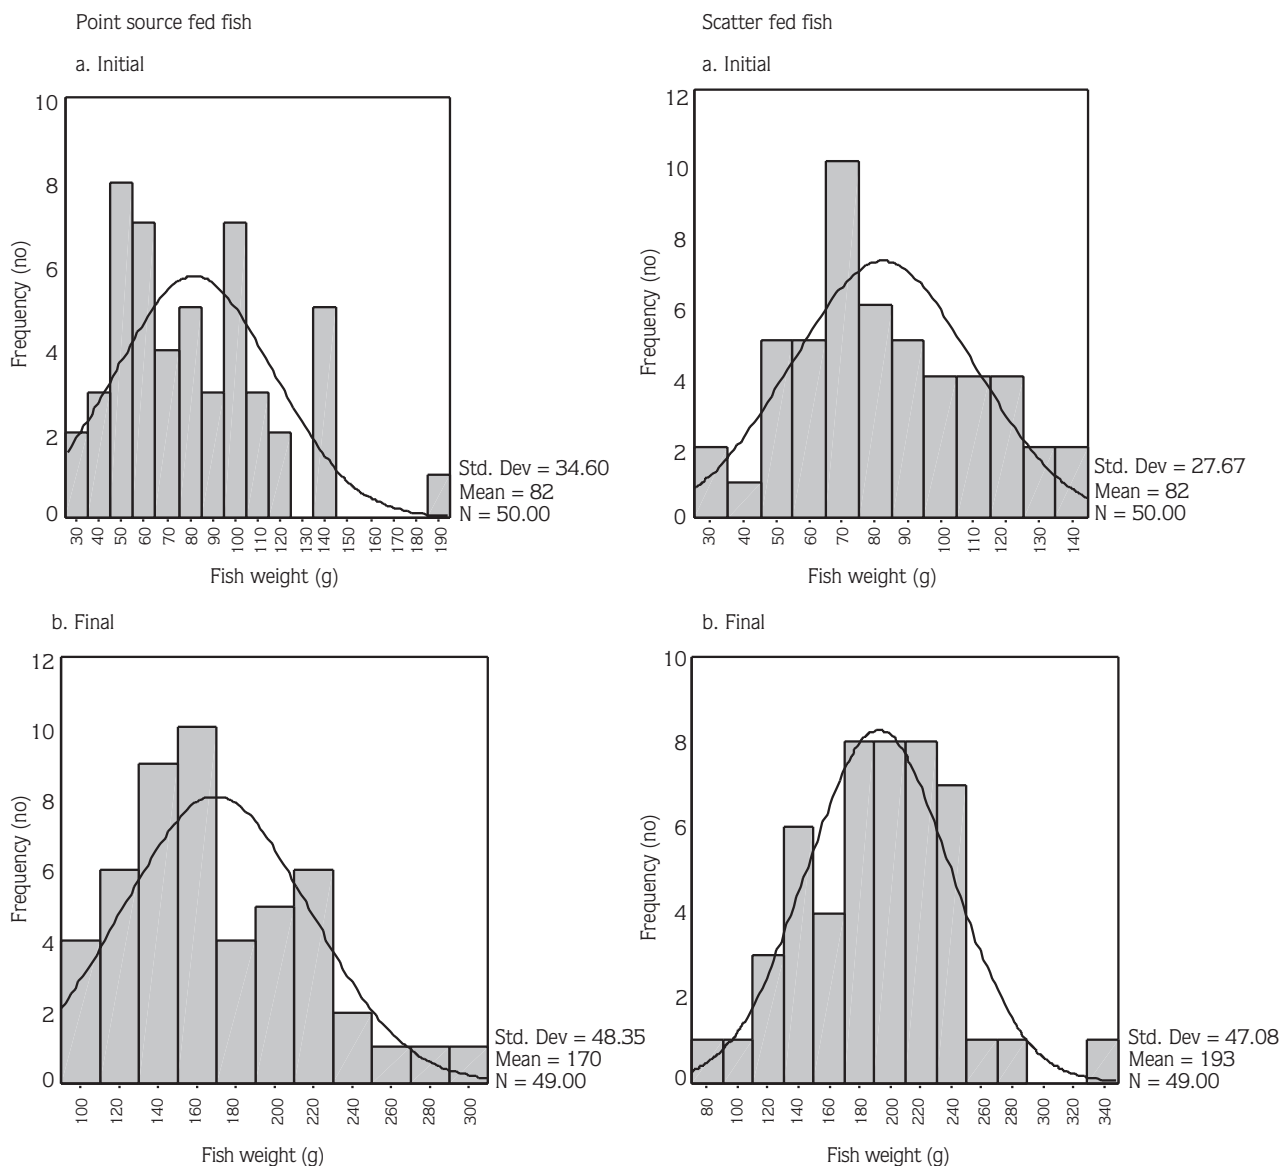 Point source fed fish
a. Initial
10
8
6
4
2
0
Frequency (no)
30 40 50 60 70 80 90 100 110 120 130 140 150 160 170 180 190
Fish weight (g)
Std. Dev = 34.60
Mean = 82
N = 50.00
Scatter fed fish
a. Initial
12
10
8
6
4
2
0
Frequency (no)
30 40 50 60 70 80 90 100 110 120 130 140
Fish weight (g)
Std. Dev = 27.67
Mean = 82
N = 50.00
b. Final
12
10
8
6
4
2
0
Frequency (no)
100 120 140 160 180 200 220 240 260 280 300
Fish weight (g)
Std. Dev = 48.35
Mean = 170
N = 49.00
b. Final
10
8
6
4
2
0
Frequency (no)
80 100 120 140 160 180 200 220 240 260 280 300 320 340
Fish weight (g)
Std. Dev = 47.08
Mean = 193
N = 49.00